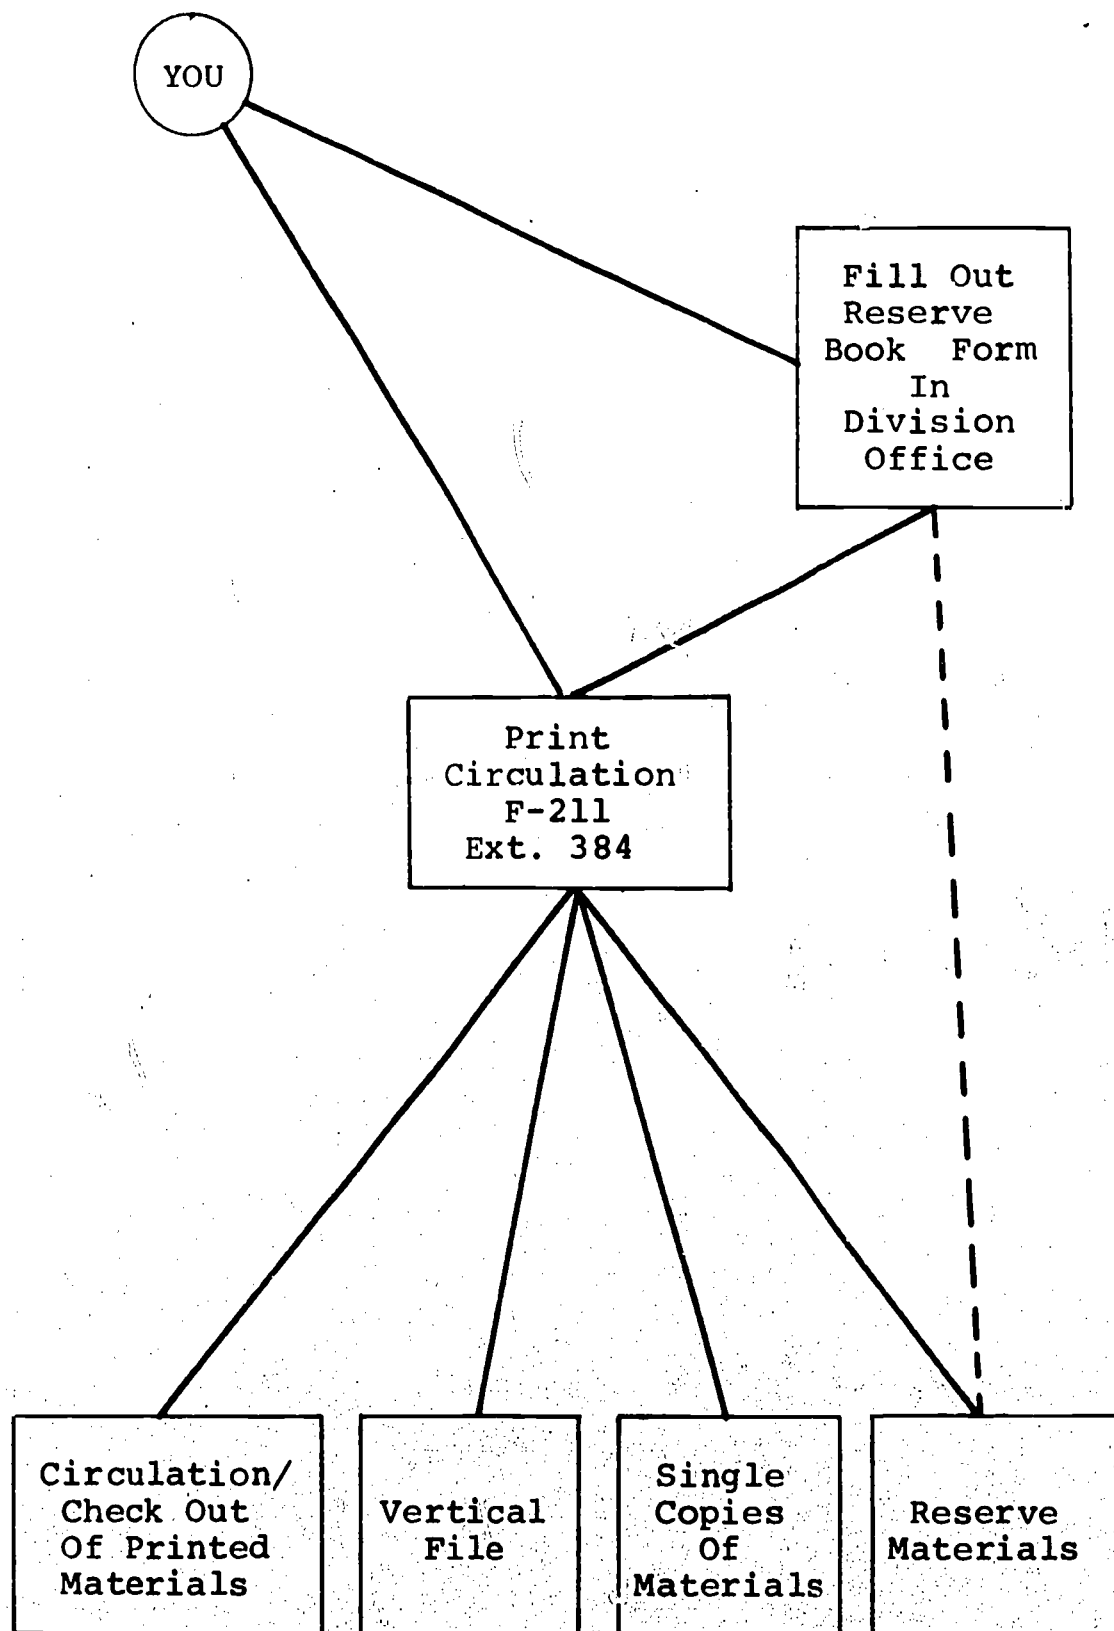 YOU
Fill Out
Reserve
Book Form
In
Division
Office
Print
Circulation
F-211
Ext. 384
Circulation/
Check Out
Of Printed
Materials
Vertical
File
Single
Copies
Of
Materials
Reserve
Materials